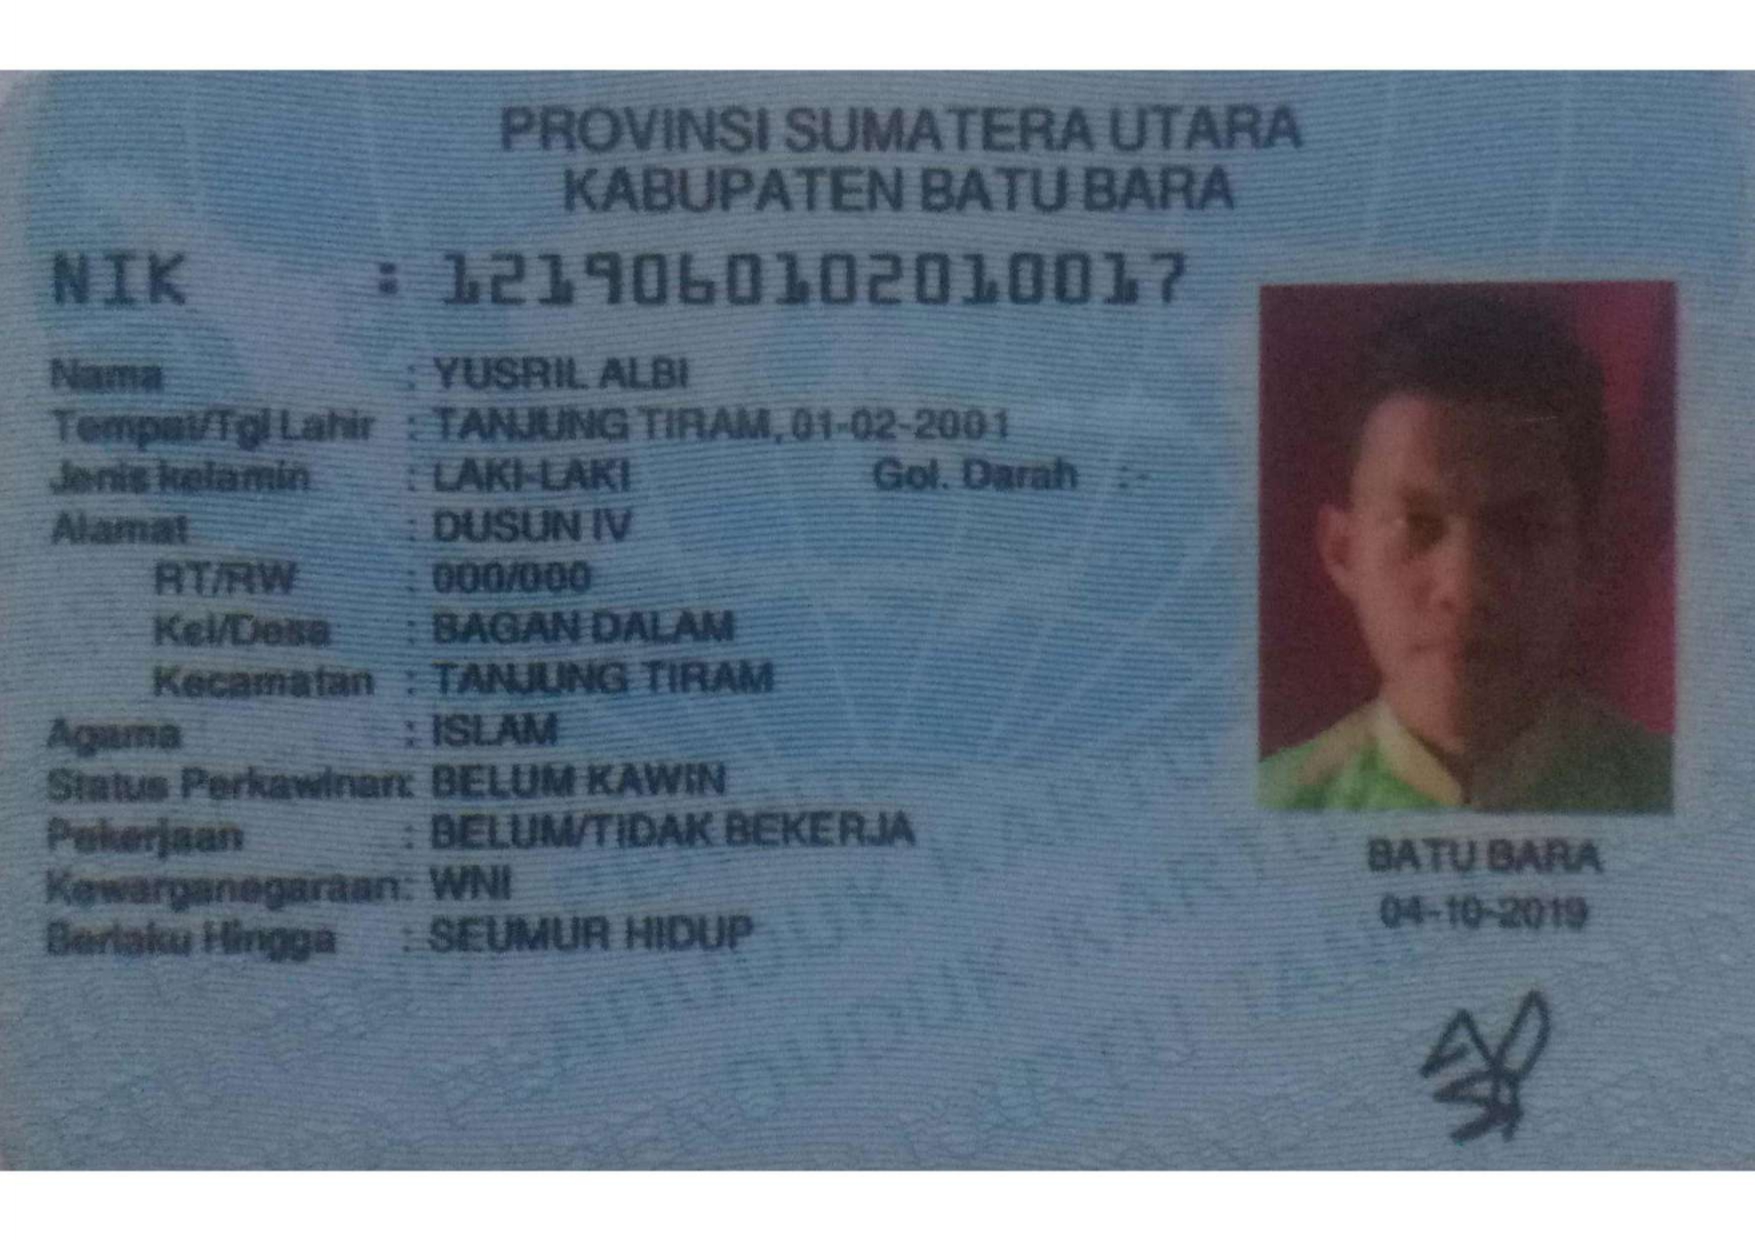 PROVINSI SUMATERA UTARA
KABUPATEN BATU BARA
NIK : 1219060102010017
Nama : YUSRIL ALBI
Tempat/Tgl Lahir : TANJUNG TIRAM, 01-02-2001
Jenis kelamin : LAKI-LAKI Gol. Darah : -
Alamat : DUSUN IV
RT/RW : 000/000
Kel/Desa : BAGAN DALAM
Kecamatan : TANJUNG TIRAM
Agama : ISLAM
Status Perkawinan: BELUM KAWIN
Pekerjaan : BELUM/TIDAK BEKERJA
Kewarganegaraan: WNI
Berlaku Hingga : SEUMUR HIDUP
BATU BARA
04-10-2019